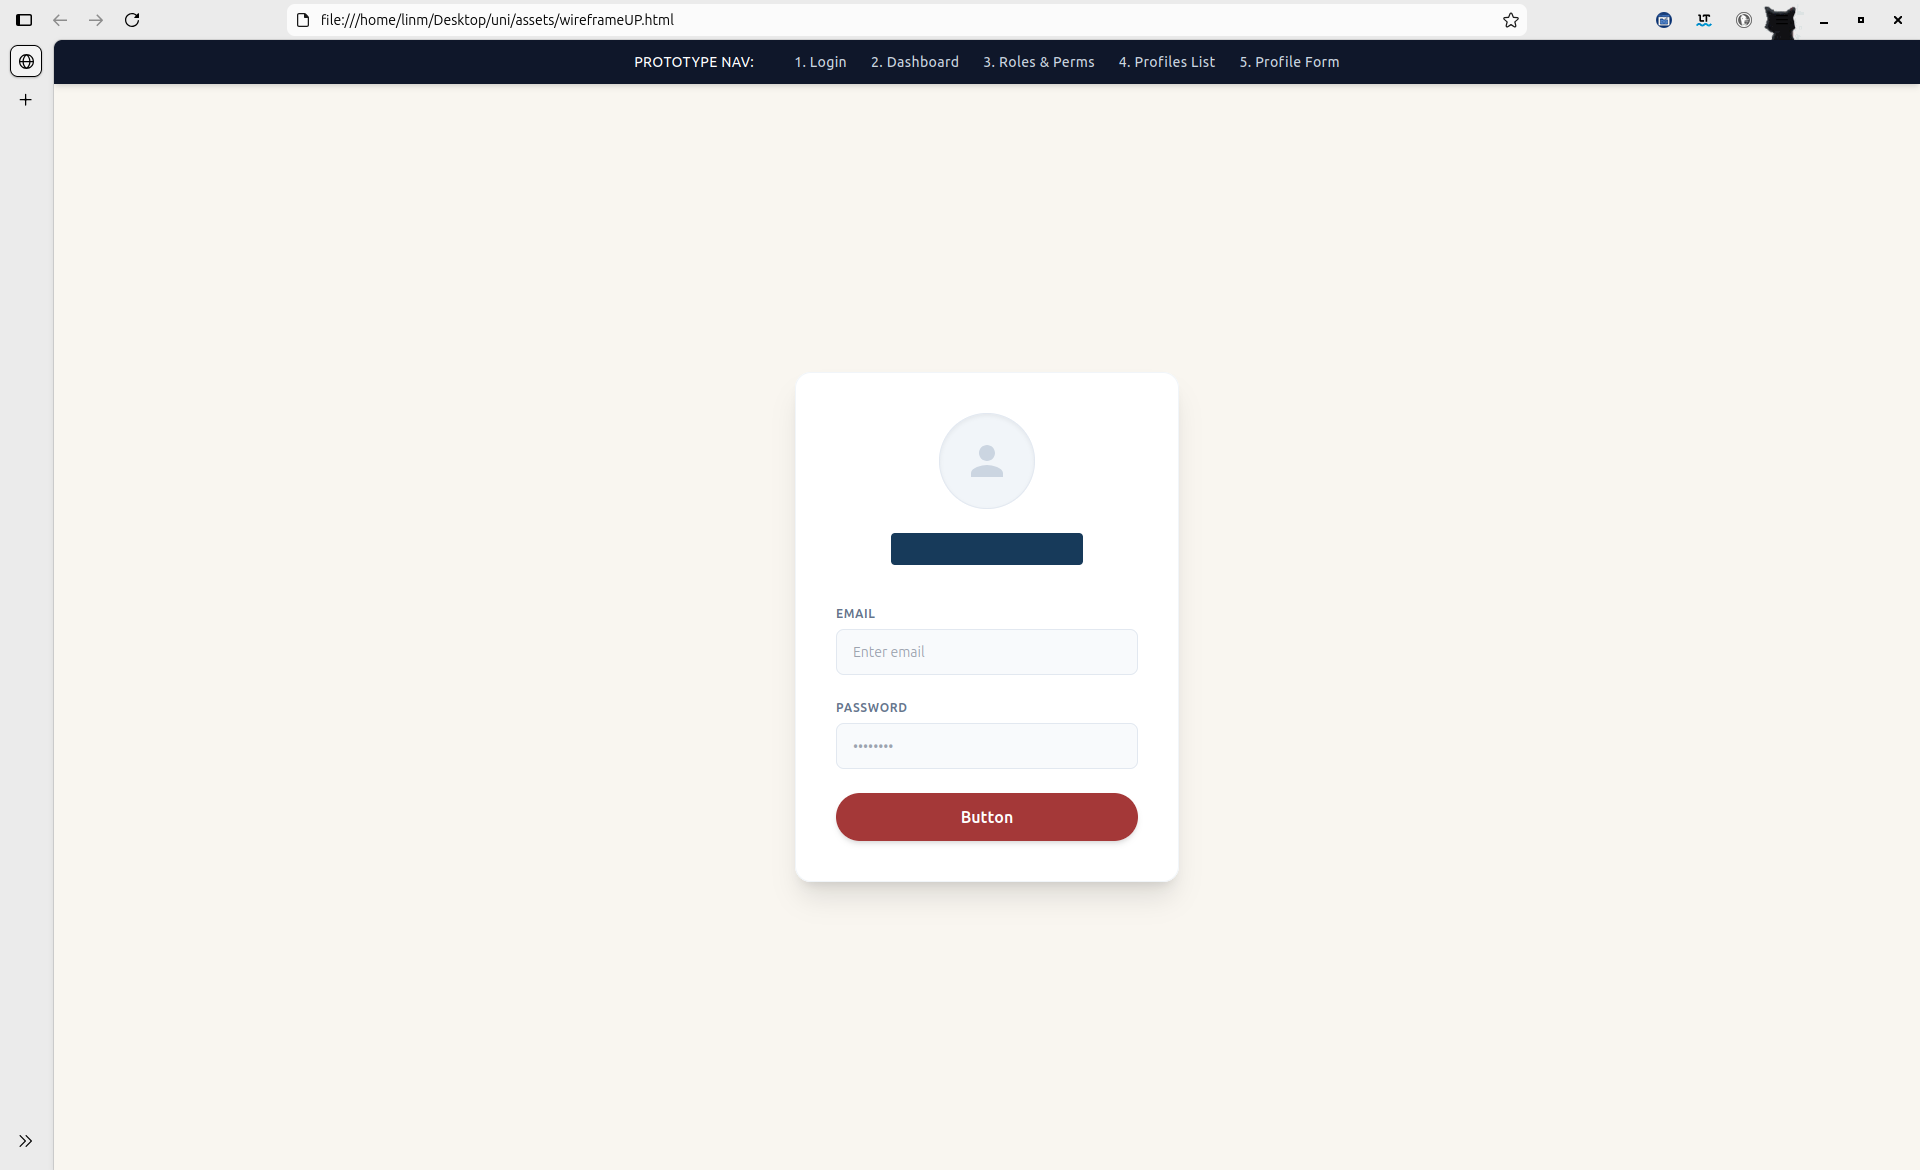 file:///home/linm/Desktop/uni/assets/wireframeUP.html
LT
PROTOTYPE NAV: 1. Login 2. Dashboard 3. Roles & Perms 4. Profiles List 5. Profile Form
EMAIL
Enter email
PASSWORD
••••••••
Button